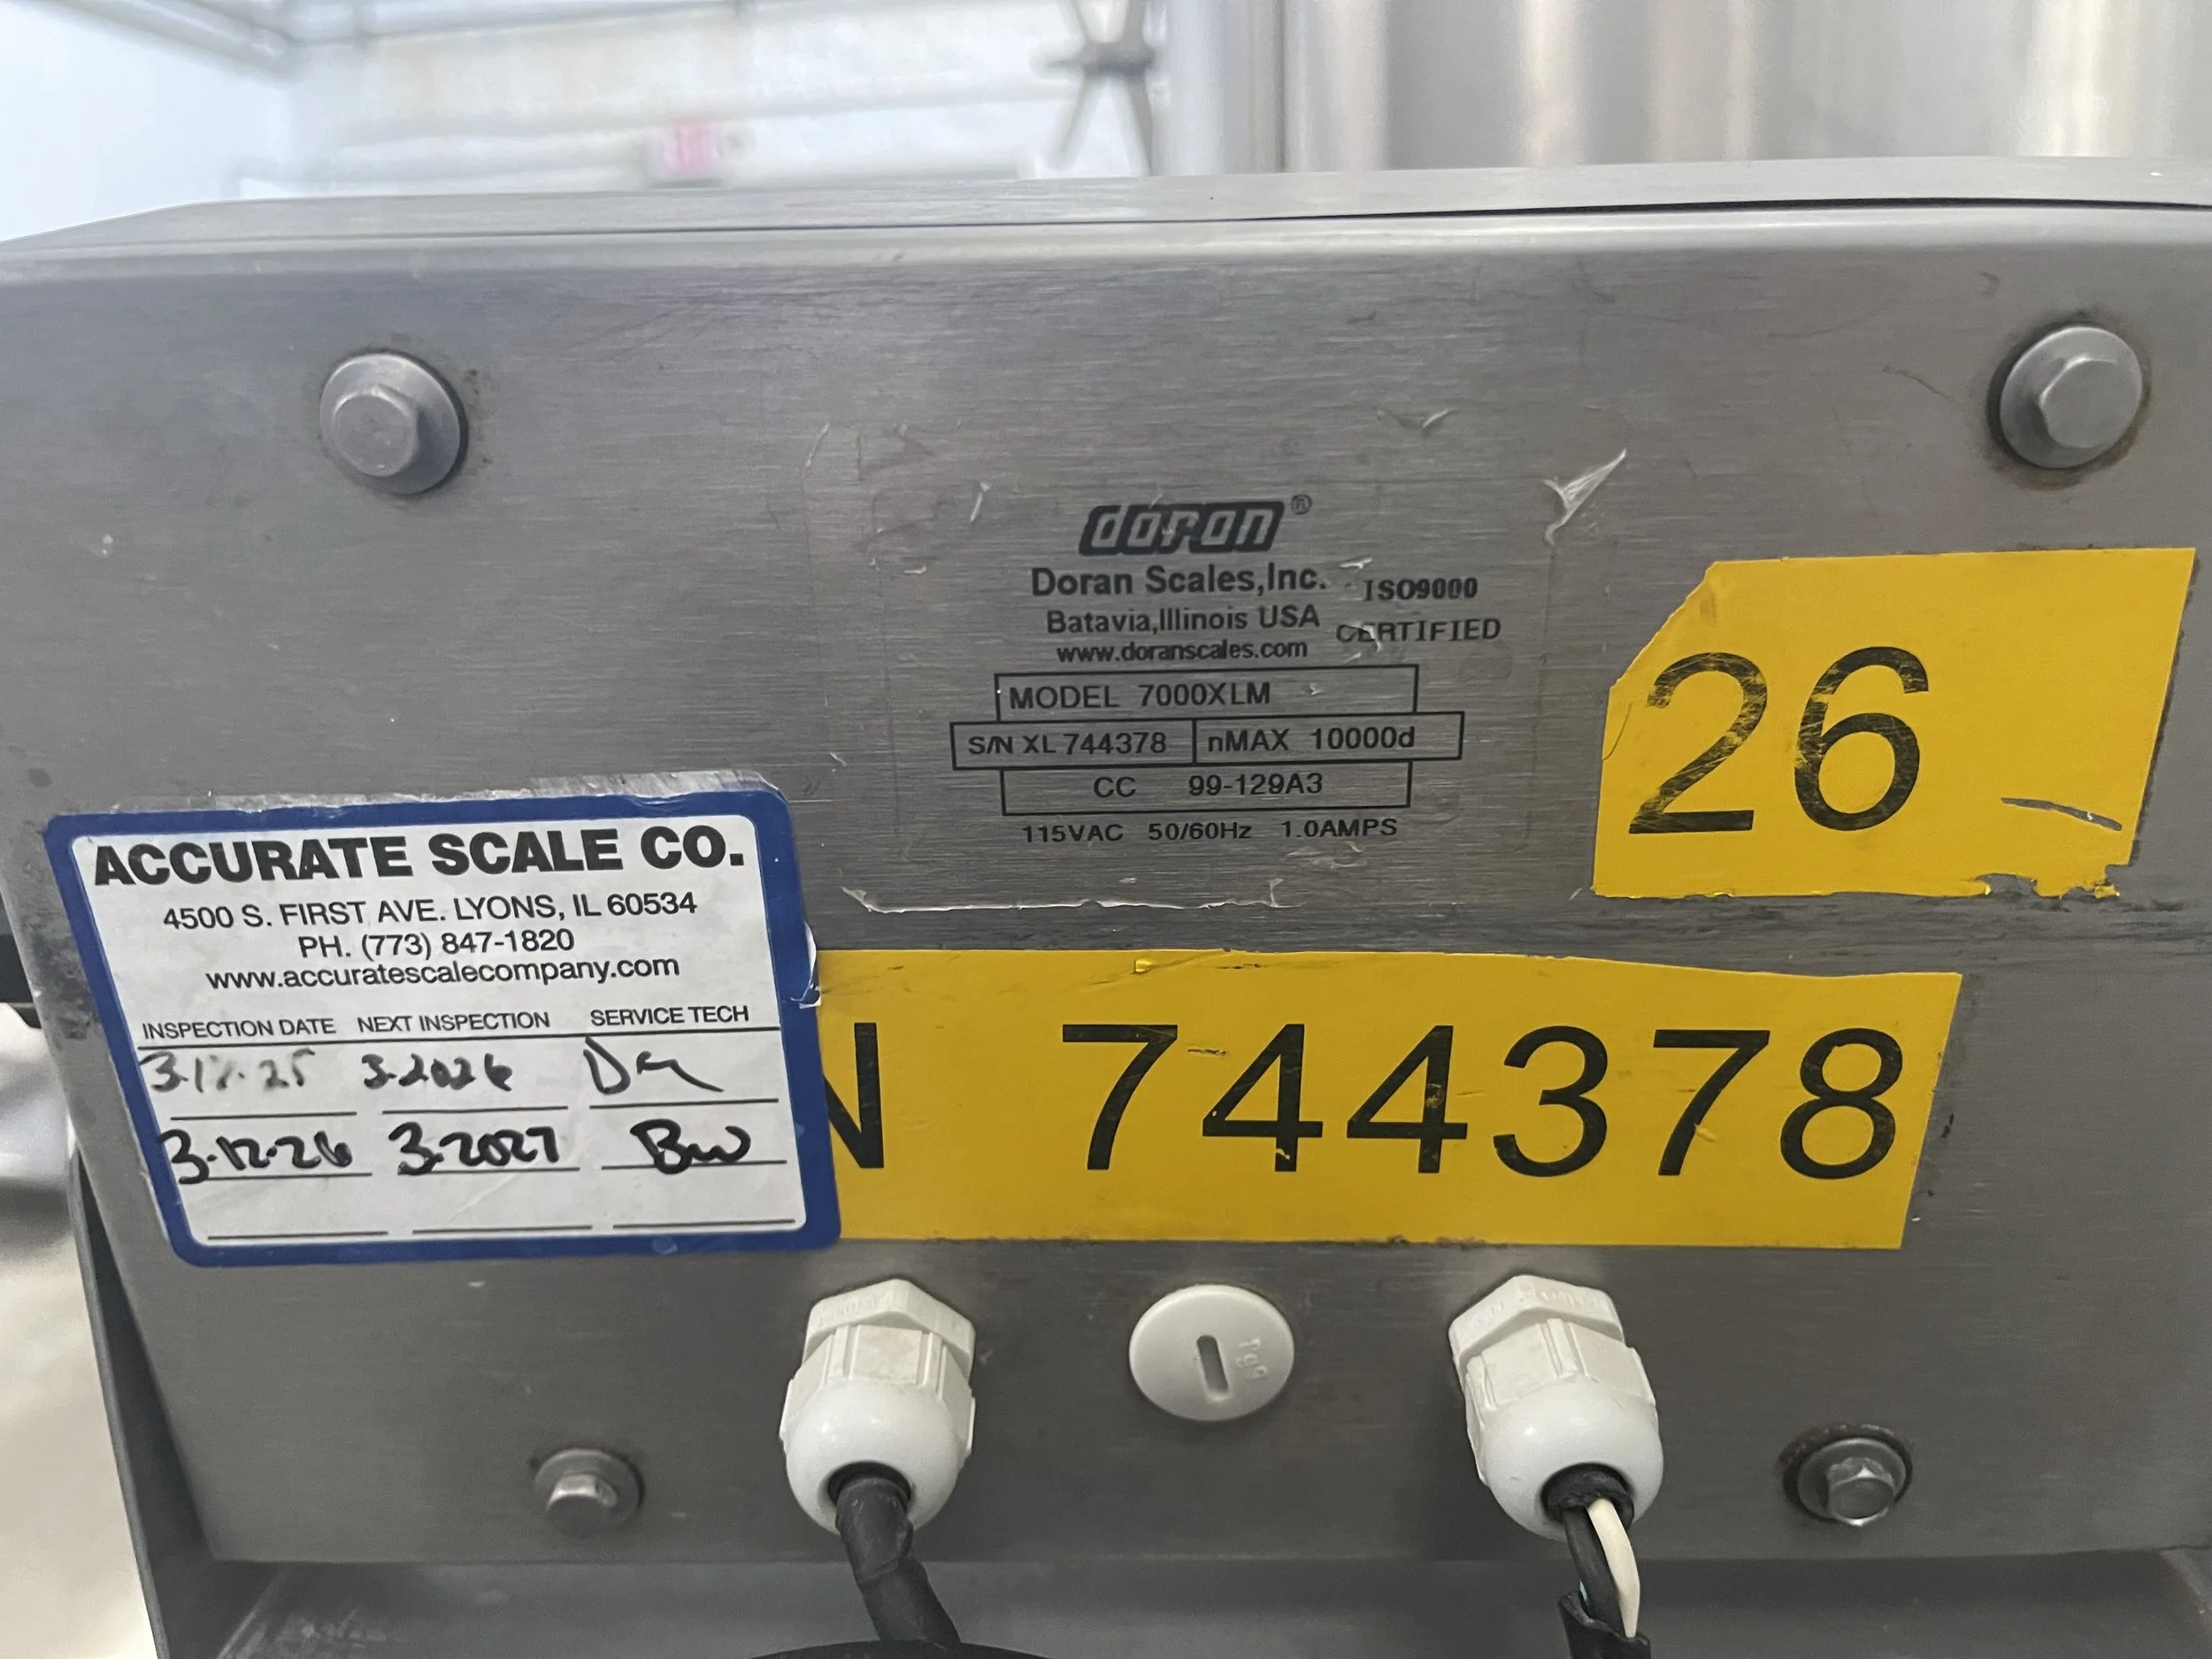 doran®
Doran Scales,Inc.
ISO9000
Batavia,Illinois USA
CERTIFIED
www.doranscales.com
MODEL 7000XLM
S/N XL 744378 nMAX 10000d
CC 99-129A3
115VAC 50/60Hz 1.0AMPS
26
ACCURATE SCALE CO.
4500 S. FIRST AVE. LYONS, IL 60534
PH. (773) 847-1820
www.accuratescalecompany.com
INSPECTION DATE NEXT INSPECTION SERVICE TECH
3.2026
3.12.26 3.2027 BW
N 744378